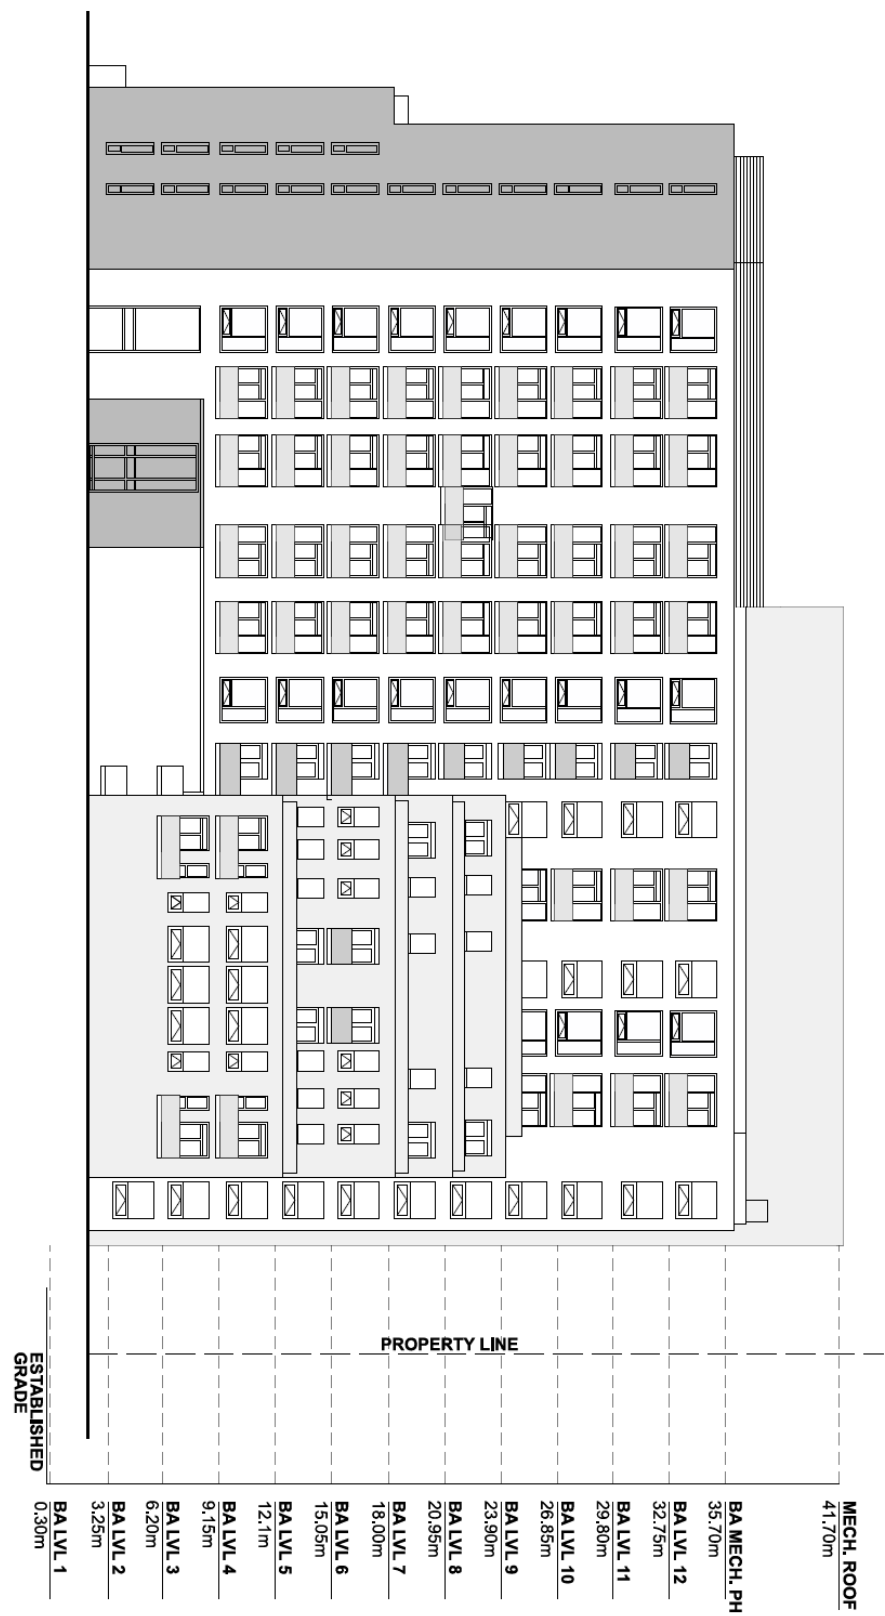 PROPERTY LINE
ESTABLISHED
GRADE
MECH. ROOF
41.70m
BA MECH. PH
35.70m
BA LVL 12
32.75m
BA LVL 11
29.80m
BA LVL 10
26.85m
BA LVL 9
23.90m
BA LVL 8
20.95m
BA LVL 7
18.00m
BA LVL 6
15.05m
BA LVL 5
12.1m
BA LVL 4
9.15m
BA LVL 3
6.20m
BA LVL 2
3.25m
BA LVL 1
0.30m